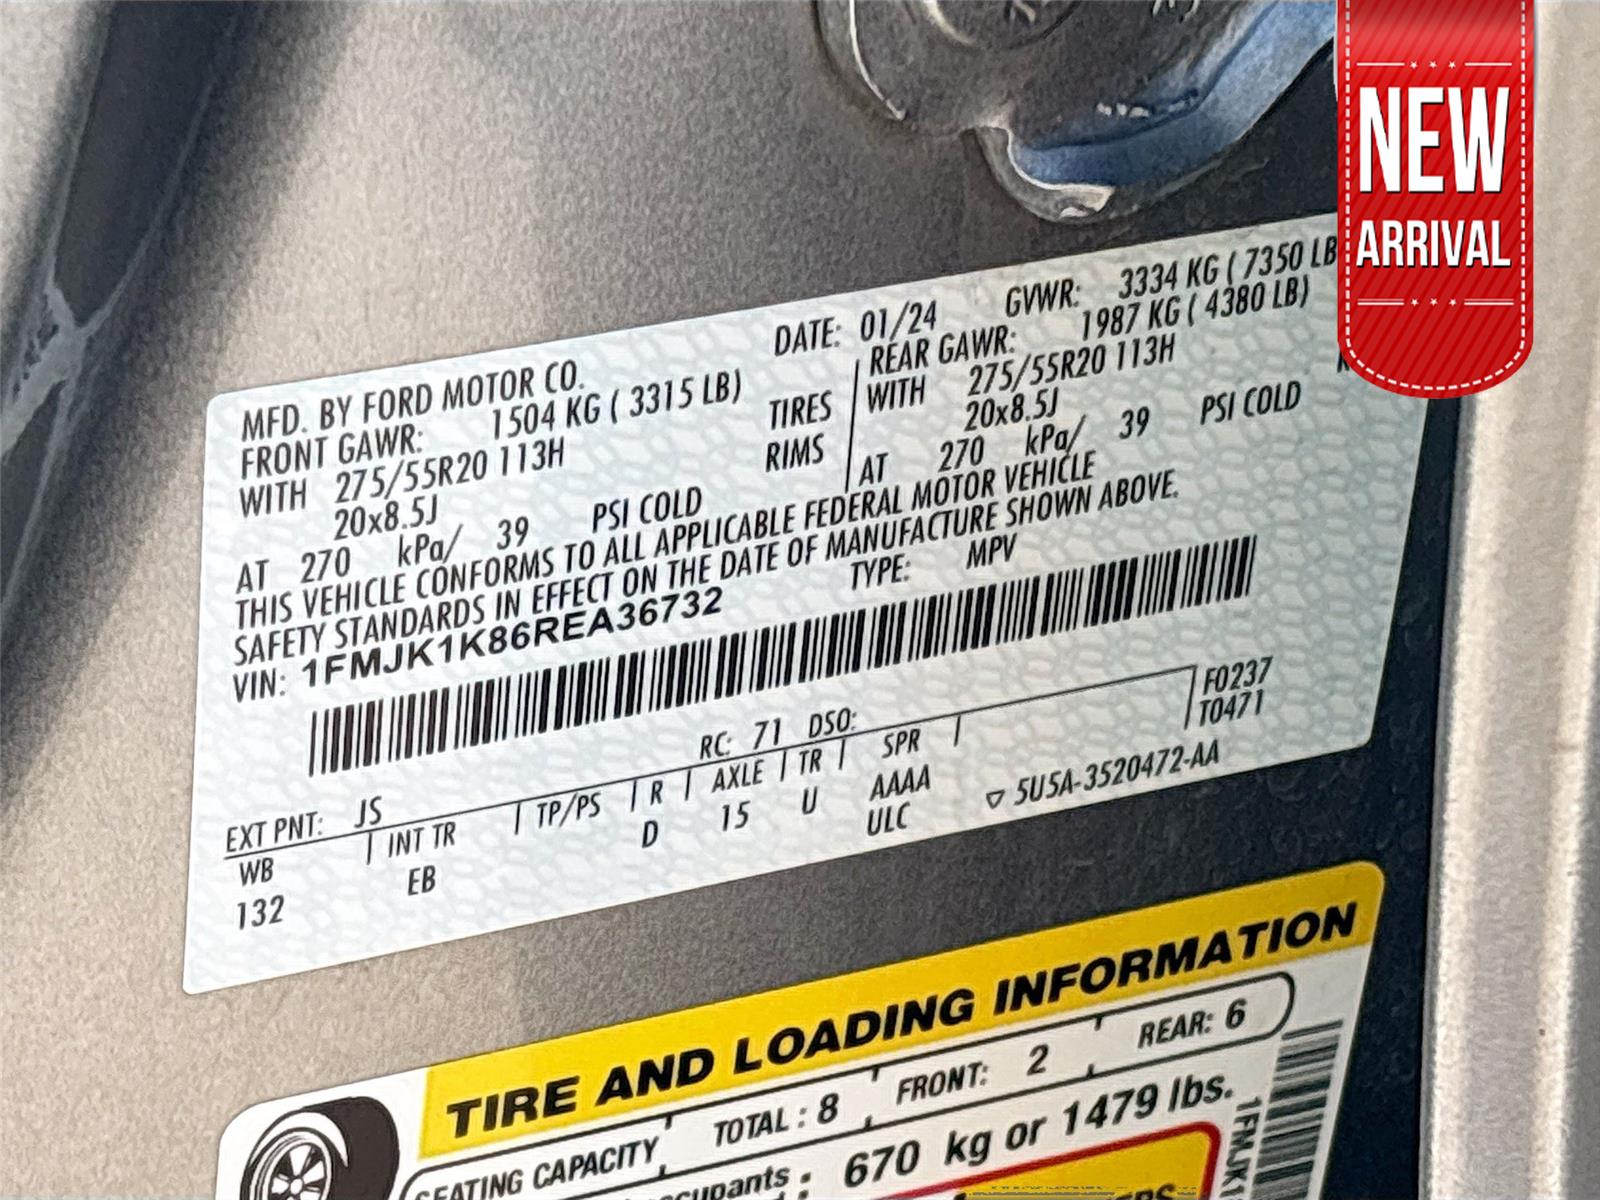 NEW
ARRIVAL
MFD. BY FORD MOTOR CO. DATE: 01/24 GVWR: 3334 KG ( 7350 LB
FRONT GAWR: 1504 KG ( 3315 LB) REAR GAWR: 1987 KG ( 4380 LB)
WITH 275/55R20 113H TIRES WITH 275/55R20 113H
20x8.5J RIMS 20x8.5J
AT 270 kPa/ 39 PSI COLD AT 270 kPa/ 39 PSI COLD
THIS VEHICLE CONFORMS TO ALL APPLICABLE FEDERAL MOTOR VEHICLE
SAFETY STANDARDS IN EFFECT ON THE DATE OF MANUFACTURE SHOWN ABOVE.
VIN: 1FMJK1K86REA36732 TYPE: MPV
F0237
EXT PNT: JS RC: 71 DSO: T0471
WB INT TR TP/PS R AXLE TR SPR
132 EB D 15 U AAAA
ULC ▽ 5U5A-3520472-AA
TIRE AND LOADING INFORMATION
SEATING CAPACITY TOTAL : 8 FRONT: 2 REAR: 6
670 kg or 1479 lbs.